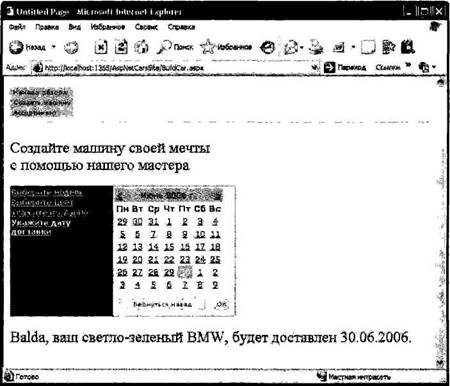 Untitled Page - Microsoft Internet Explorer
Файл Правка Вид Избранное Сервис Справка
Назад Поиск Избранное
Адрес: http://localhost:1368/AspNetCarsSite/BuildCar.aspx Переход Ссылки »
Начало работы
Создать машину
Ассортимент
Создайте машину своей мечты
с помощью нашего мастера
Выберите модель
Выберите цвет
Укажите дату
доставки
Июнь 2006 г.
Пн Вт Ср Чт Пт Сб Вс
29 30 31 1 2 3 4
5 6 7 8 9 10 11
12 13 14 15 16 17 18
19 20 21 22 23 24 25
26 27 28 29 30 1 2
3 4 5 6 7 8 9
Вернуться назад OK
Balda, ваш светло-зеленый BMW, будет доставлен 30.06.2006.
Готово Местная интрасеть